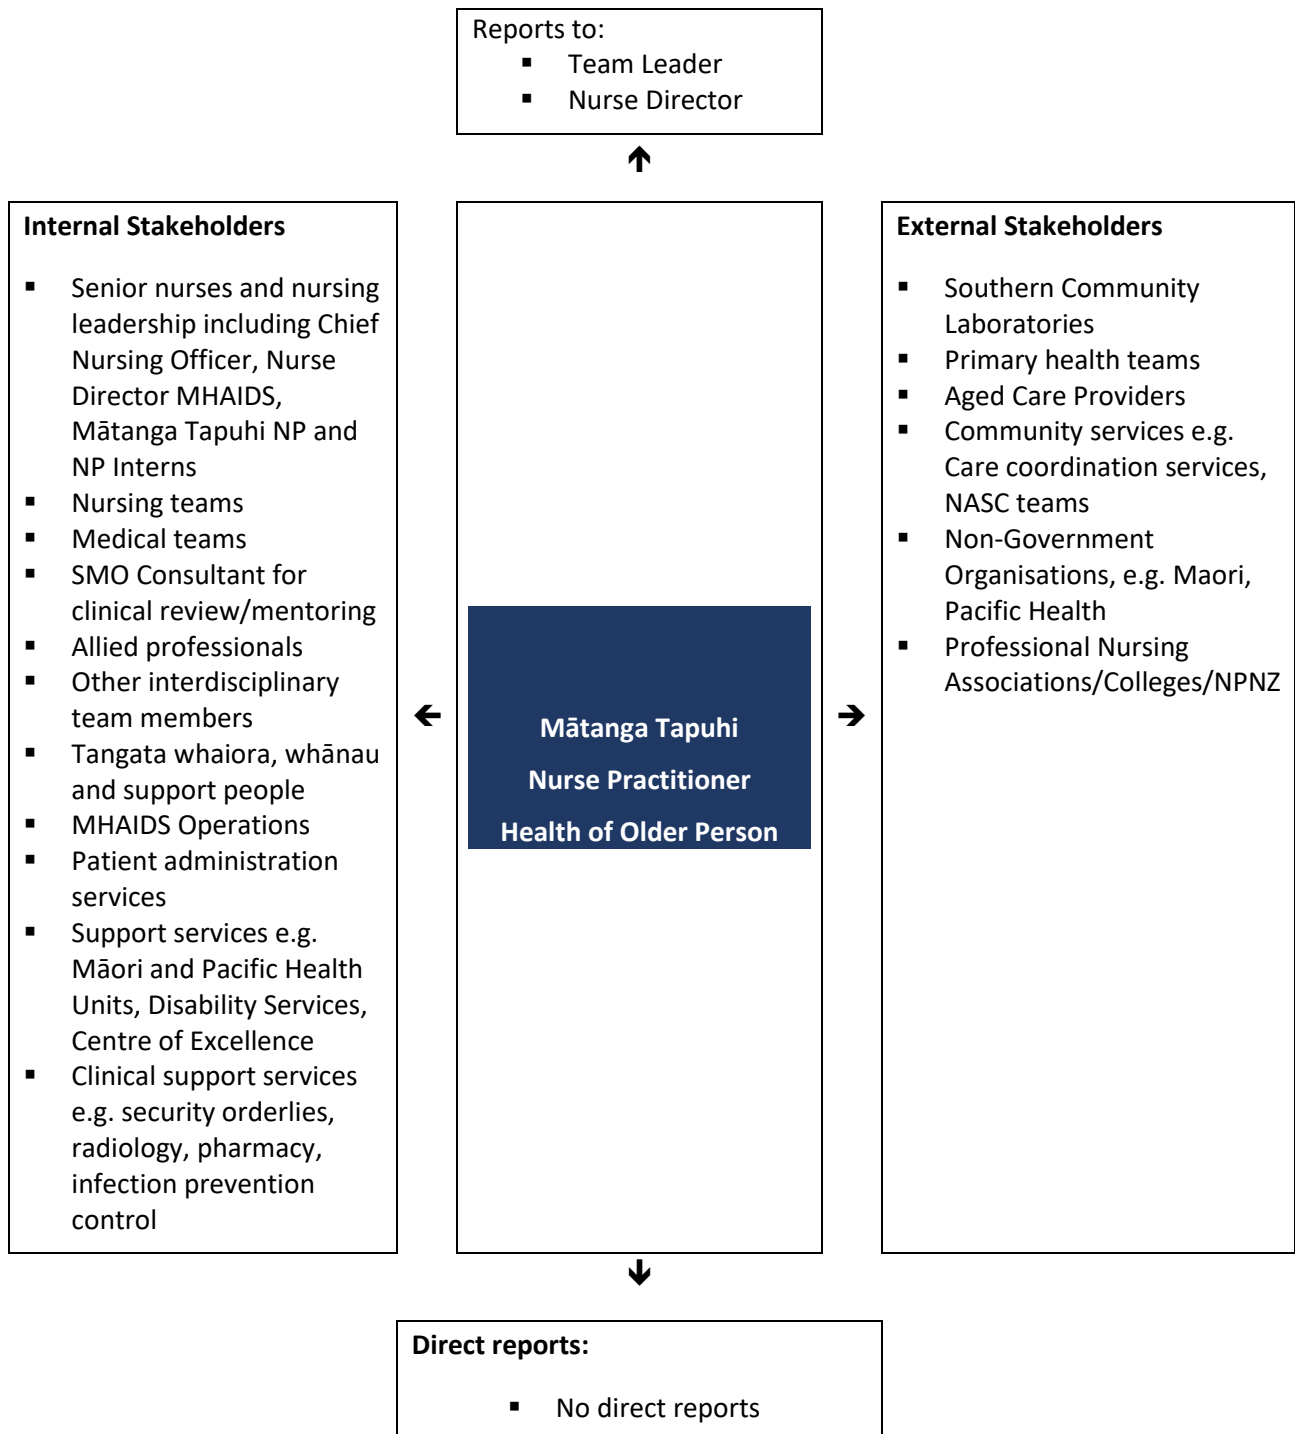 Reports to:
▪ Team Leader
▪ Nurse Director
🡩
Internal Stakeholders
▪ Senior nurses and nursing
leadership including Chief
Nursing Officer, Nurse
Director MHAIDS,
Mātanga Tapuhi NP and
NP Interns
▪ Nursing teams
▪ Medical teams
▪ SMO Consultant for
clinical review/mentoring
▪ Allied professionals
▪ Other interdisciplinary
team members
▪ Tangata whaiora, whānau
and support people
▪ MHAIDS Operations
▪ Patient administration
services
▪ Support services e.g.
Māori and Pacific Health
Units, Disability Services,
Centre of Excellence
▪ Clinical support services
e.g. security orderlies,
radiology, pharmacy,
infection prevention
control
🡨
Mātanga Tapuhi
Nurse Practitioner
Health of Older Person
🡪
External Stakeholders
▪ Southern Community
Laboratories
▪ Primary health teams
▪ Aged Care Providers
▪ Community services e.g.
Care coordination services,
NASC teams
▪ Non-Government
Organisations, e.g. Maori,
Pacific Health
▪ Professional Nursing
Associations/Colleges/NPNZ
🡫
Direct reports:
▪ No direct reports